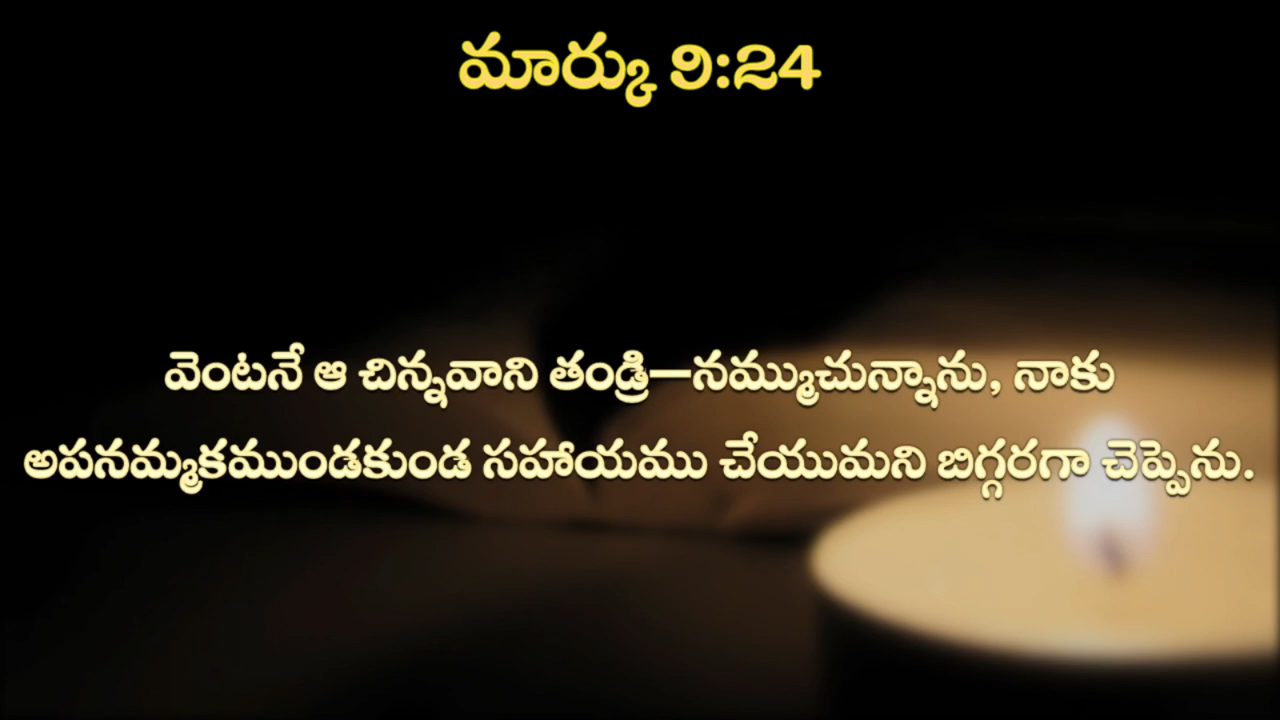 మార్కు 9:24
వెంటనే ఆ చిన్నవాని తండ్రి–నమ్ముచున్నాను, నాకు
అపనమ్మకముండకుండ సహాయము చేయుమని బిగ్గరగా చెప్పెను.